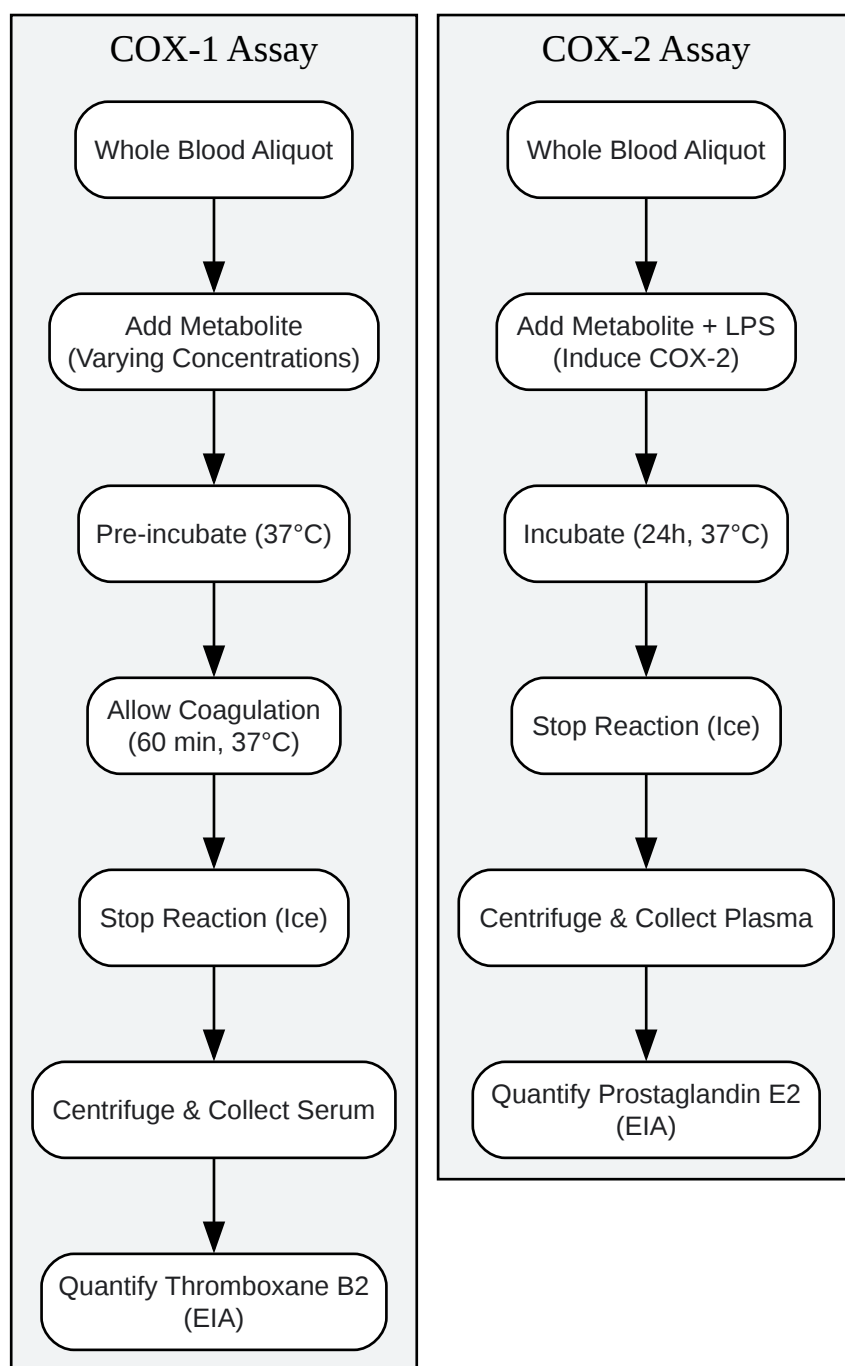 COX-1 Assay
Whole Blood Aliquot
Add Metabolite
(Varying Concentrations)
Pre-incubate (37°C)
Allow Coagulation
(60 min, 37°C)
Stop Reaction (Ice)
Centrifuge & Collect Serum
Quantify Thromboxane B2
(EIA)
COX-2 Assay
Whole Blood Aliquot
Add Metabolite + LPS
(Induce COX-2)
Incubate (24h, 37°C)
Stop Reaction (Ice)
Centrifuge & Collect Plasma
Quantify Prostaglandin E2
(EIA)